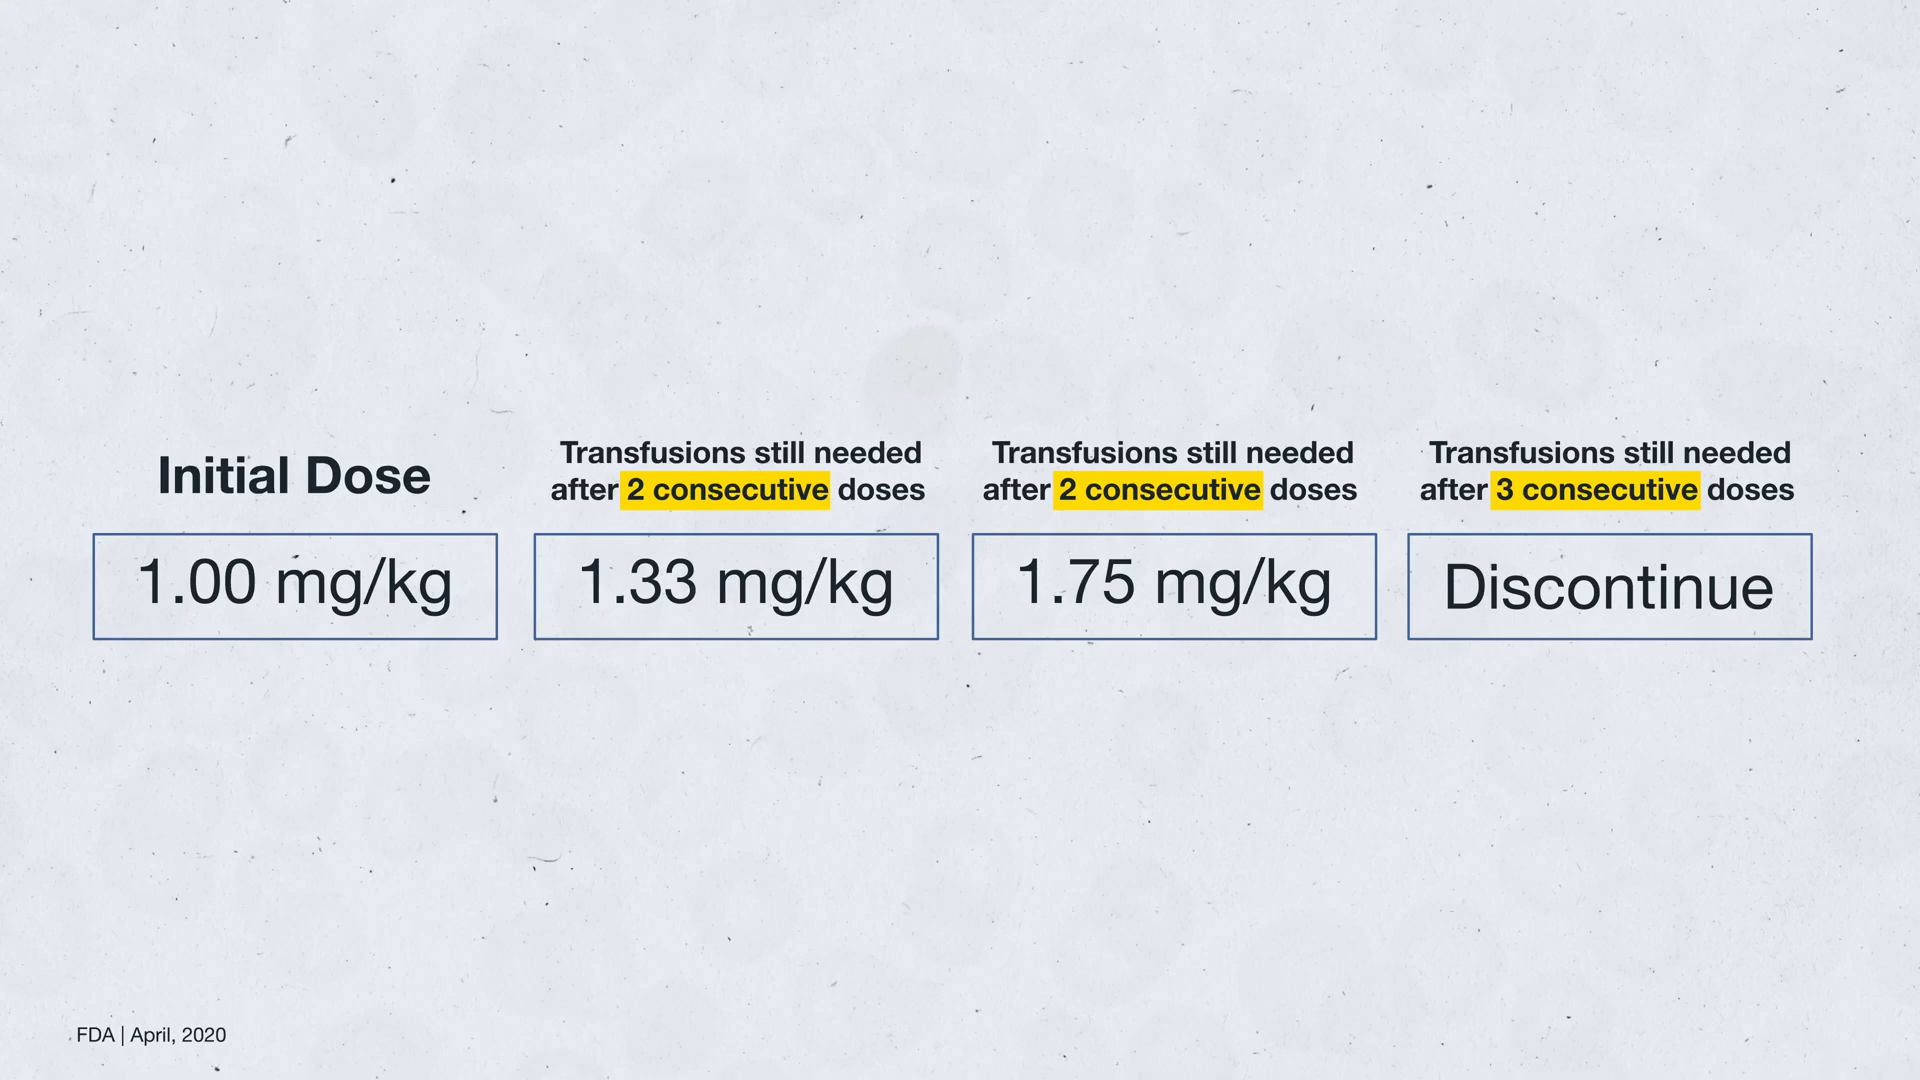 Initial Dose
1.00 mg/kg
Transfusions still needed
after 2 consecutive doses
1.33 mg/kg
Transfusions still needed
after 2 consecutive doses
1.75 mg/kg
Transfusions still needed
after 3 consecutive doses
Discontinue
FDA | April, 2020